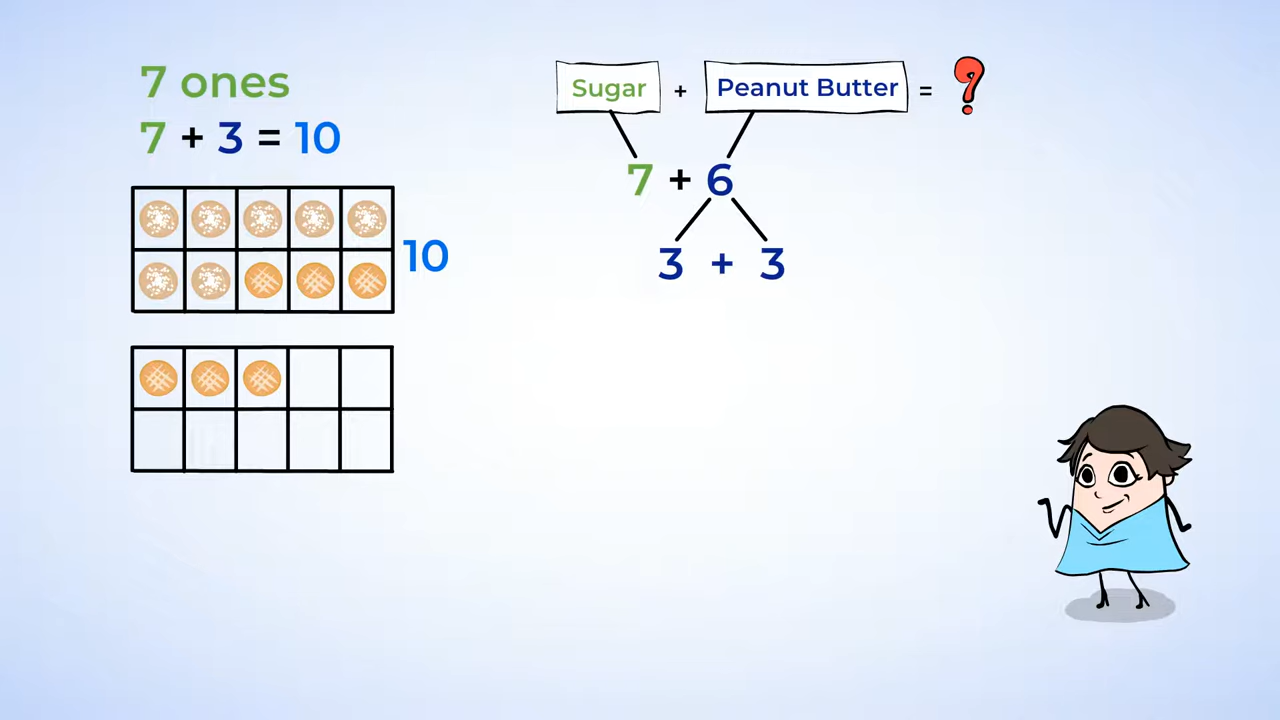 7 ones
7 + 3 = 10
10
Sugar + Peanut Butter = ?
7 + 6
3 + 3